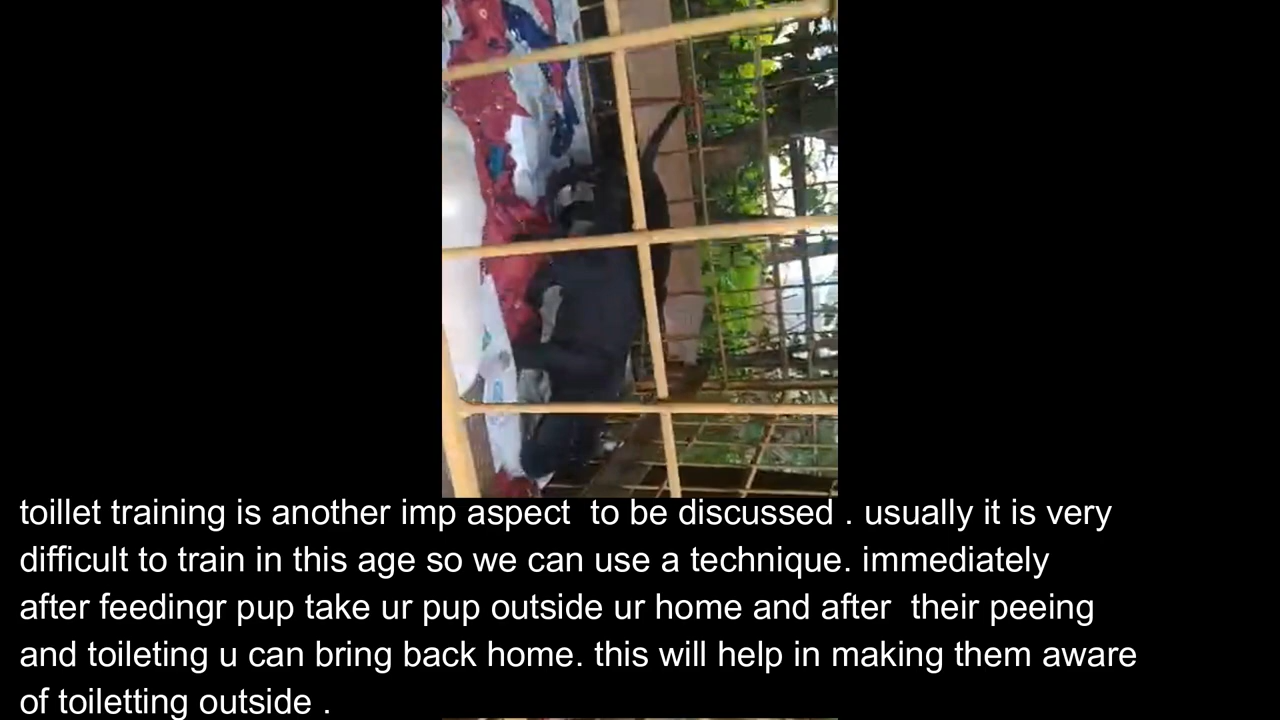 toillet training is another imp aspect  to be discussed . usually it is very
difficult to train in this age so we can use a technique. immediately
after feedingr pup take ur pup outside ur home and after  their peeing
and toileting u can bring back home. this will help in making them aware
of toiletting outside .